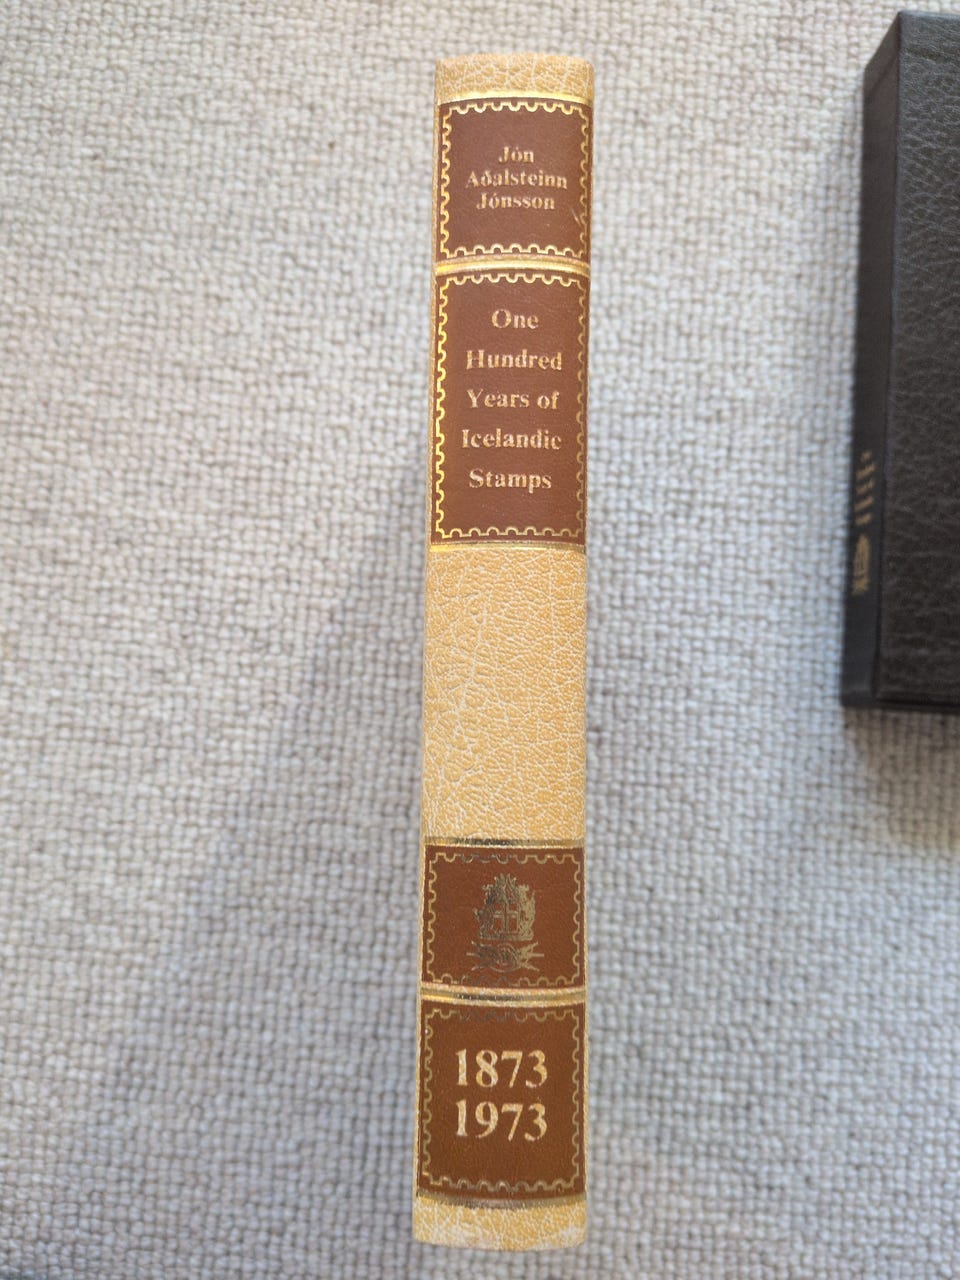 Jón
Aðalsteinn
Jónsson
One
Hundred
Years of
Icelandic
Stamps
1873
1973